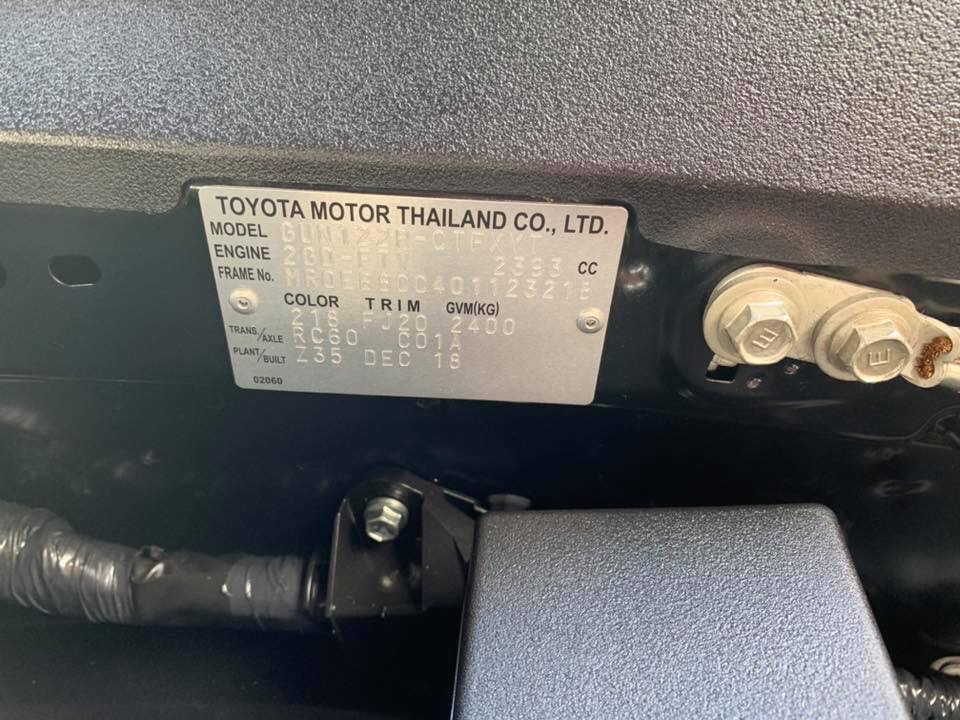 TOYOTA MOTOR THAILAND CO., LTD.
MODEL
ENGINE 2GD-FTV 2393 CC
FRAME No.
COLOR TRIM GVM(KG)
218 FJ20 2400
TRANS./AXLE RC60 C01A
PLANT/BUILT Z35 DEC 18
02060
E
E